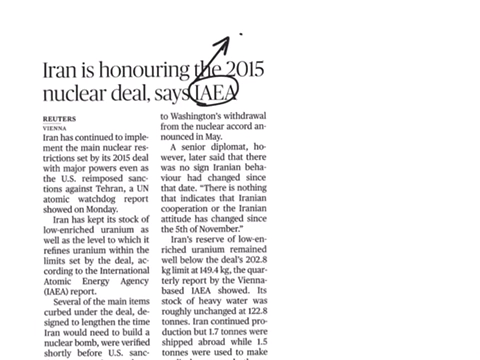 Iran is honouring the 2015
nuclear deal, says IAEA
REUTERS
VIENNA
Iran has continued to imple-
ment the main nuclear res-
trictions set by its 2015 deal
with major powers even as
the U.S. reimposed sanc-
tions against Tehran, a UN
atomic watchdog report
showed on Monday.
Iran has kept its stock of
low-enriched uranium as
well as the level to which it
refines uranium within the
limits set by the deal, ac-
cording to the International
Atomic Energy Agency
(IAEA) report.
Several of the main items
curbed under the deal, de-
signed to lengthen the time
Iran would need to build a
nuclear bomb, were verified
shortly before U.S. sanc-
to Washington's withdrawal
from the nuclear accord an-
nounced in May.
A senior diplomat, ho-
wever, later said that there
was no sign Iranian beha-
viour had changed since
that date. "There is nothing
that indicates that Iranian
cooperation or the Iranian
attitude has changed since
the 5th of November."
Iran's reserve of low-en-
riched uranium remained
well below the deal's 202.8
kg limit at 149.4 kg, the quar-
terly report by the Vienna-
based IAEA showed. Its
stock of heavy water was
roughly unchanged at 122.8
tonnes. Iran continued pro-
duction but 1.7 tonnes were
shipped abroad while 1.5
tonnes were used to make